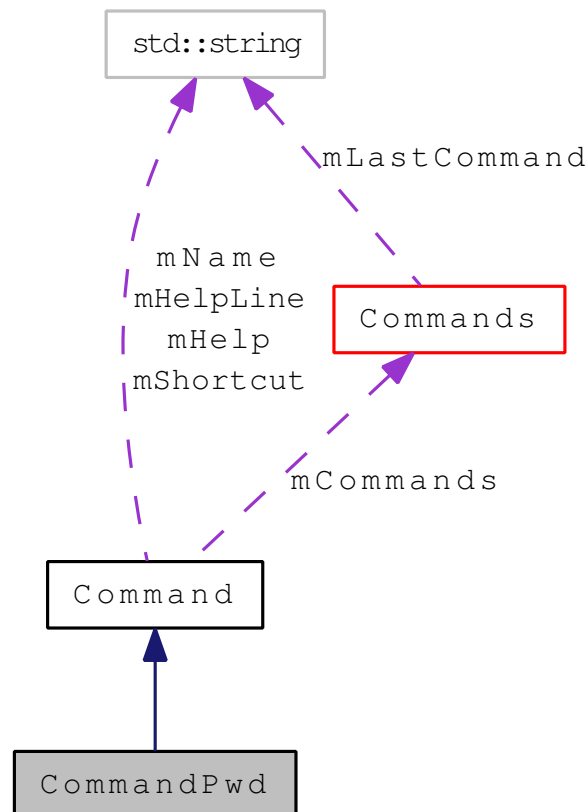 std::string
mLastCommand
mName
mHelpLine
mHelp
mShortcut
Commands
mCommands
Command
CommandPwd